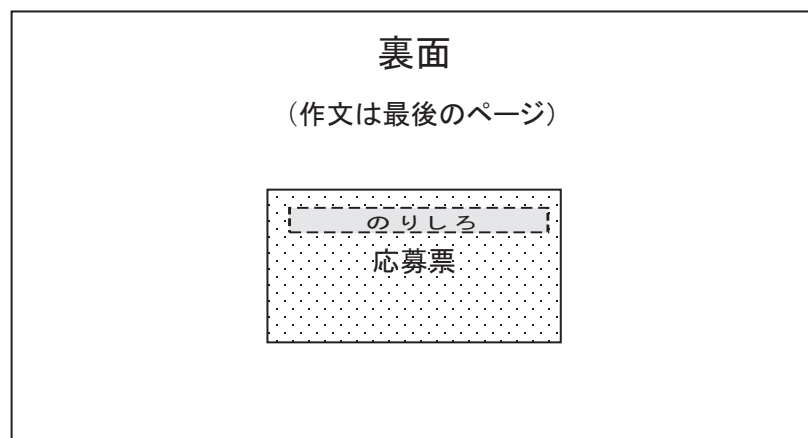 裏面
（作文は最後のページ）
のりしろ
応募票